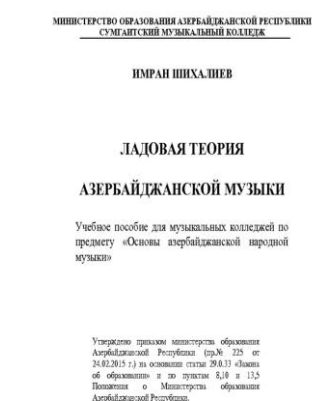 МИНИСТЕРСТВО ОБРАЗОВАНИЯ АЗЕРБАЙДЖАНСКОЙ РЕСПУБЛИКИ
СУМГАИТСКИЙ МУЗЫКАЛЬНЫЙ КОЛЛЕДЖ
ИМРАН ШИХАЛИЕВ
ЛАДОВАЯ ТЕОРИЯ
АЗЕРБАЙДЖАНСКОЙ МУЗЫКИ
Учебное пособие для музыкальных колледжей по
предмету «Основы азербайджанской народной
музыки»
Утверждено приказом министерства образования
Азербайджанской Республики (пр.№ 225 от
24.02.2015 г.) на основании статьи 29.0.33 «Закона
об образовании» и по пунктам 8,10 и 13,5
Положения о Министерства образования
Азербайджанской Республики.